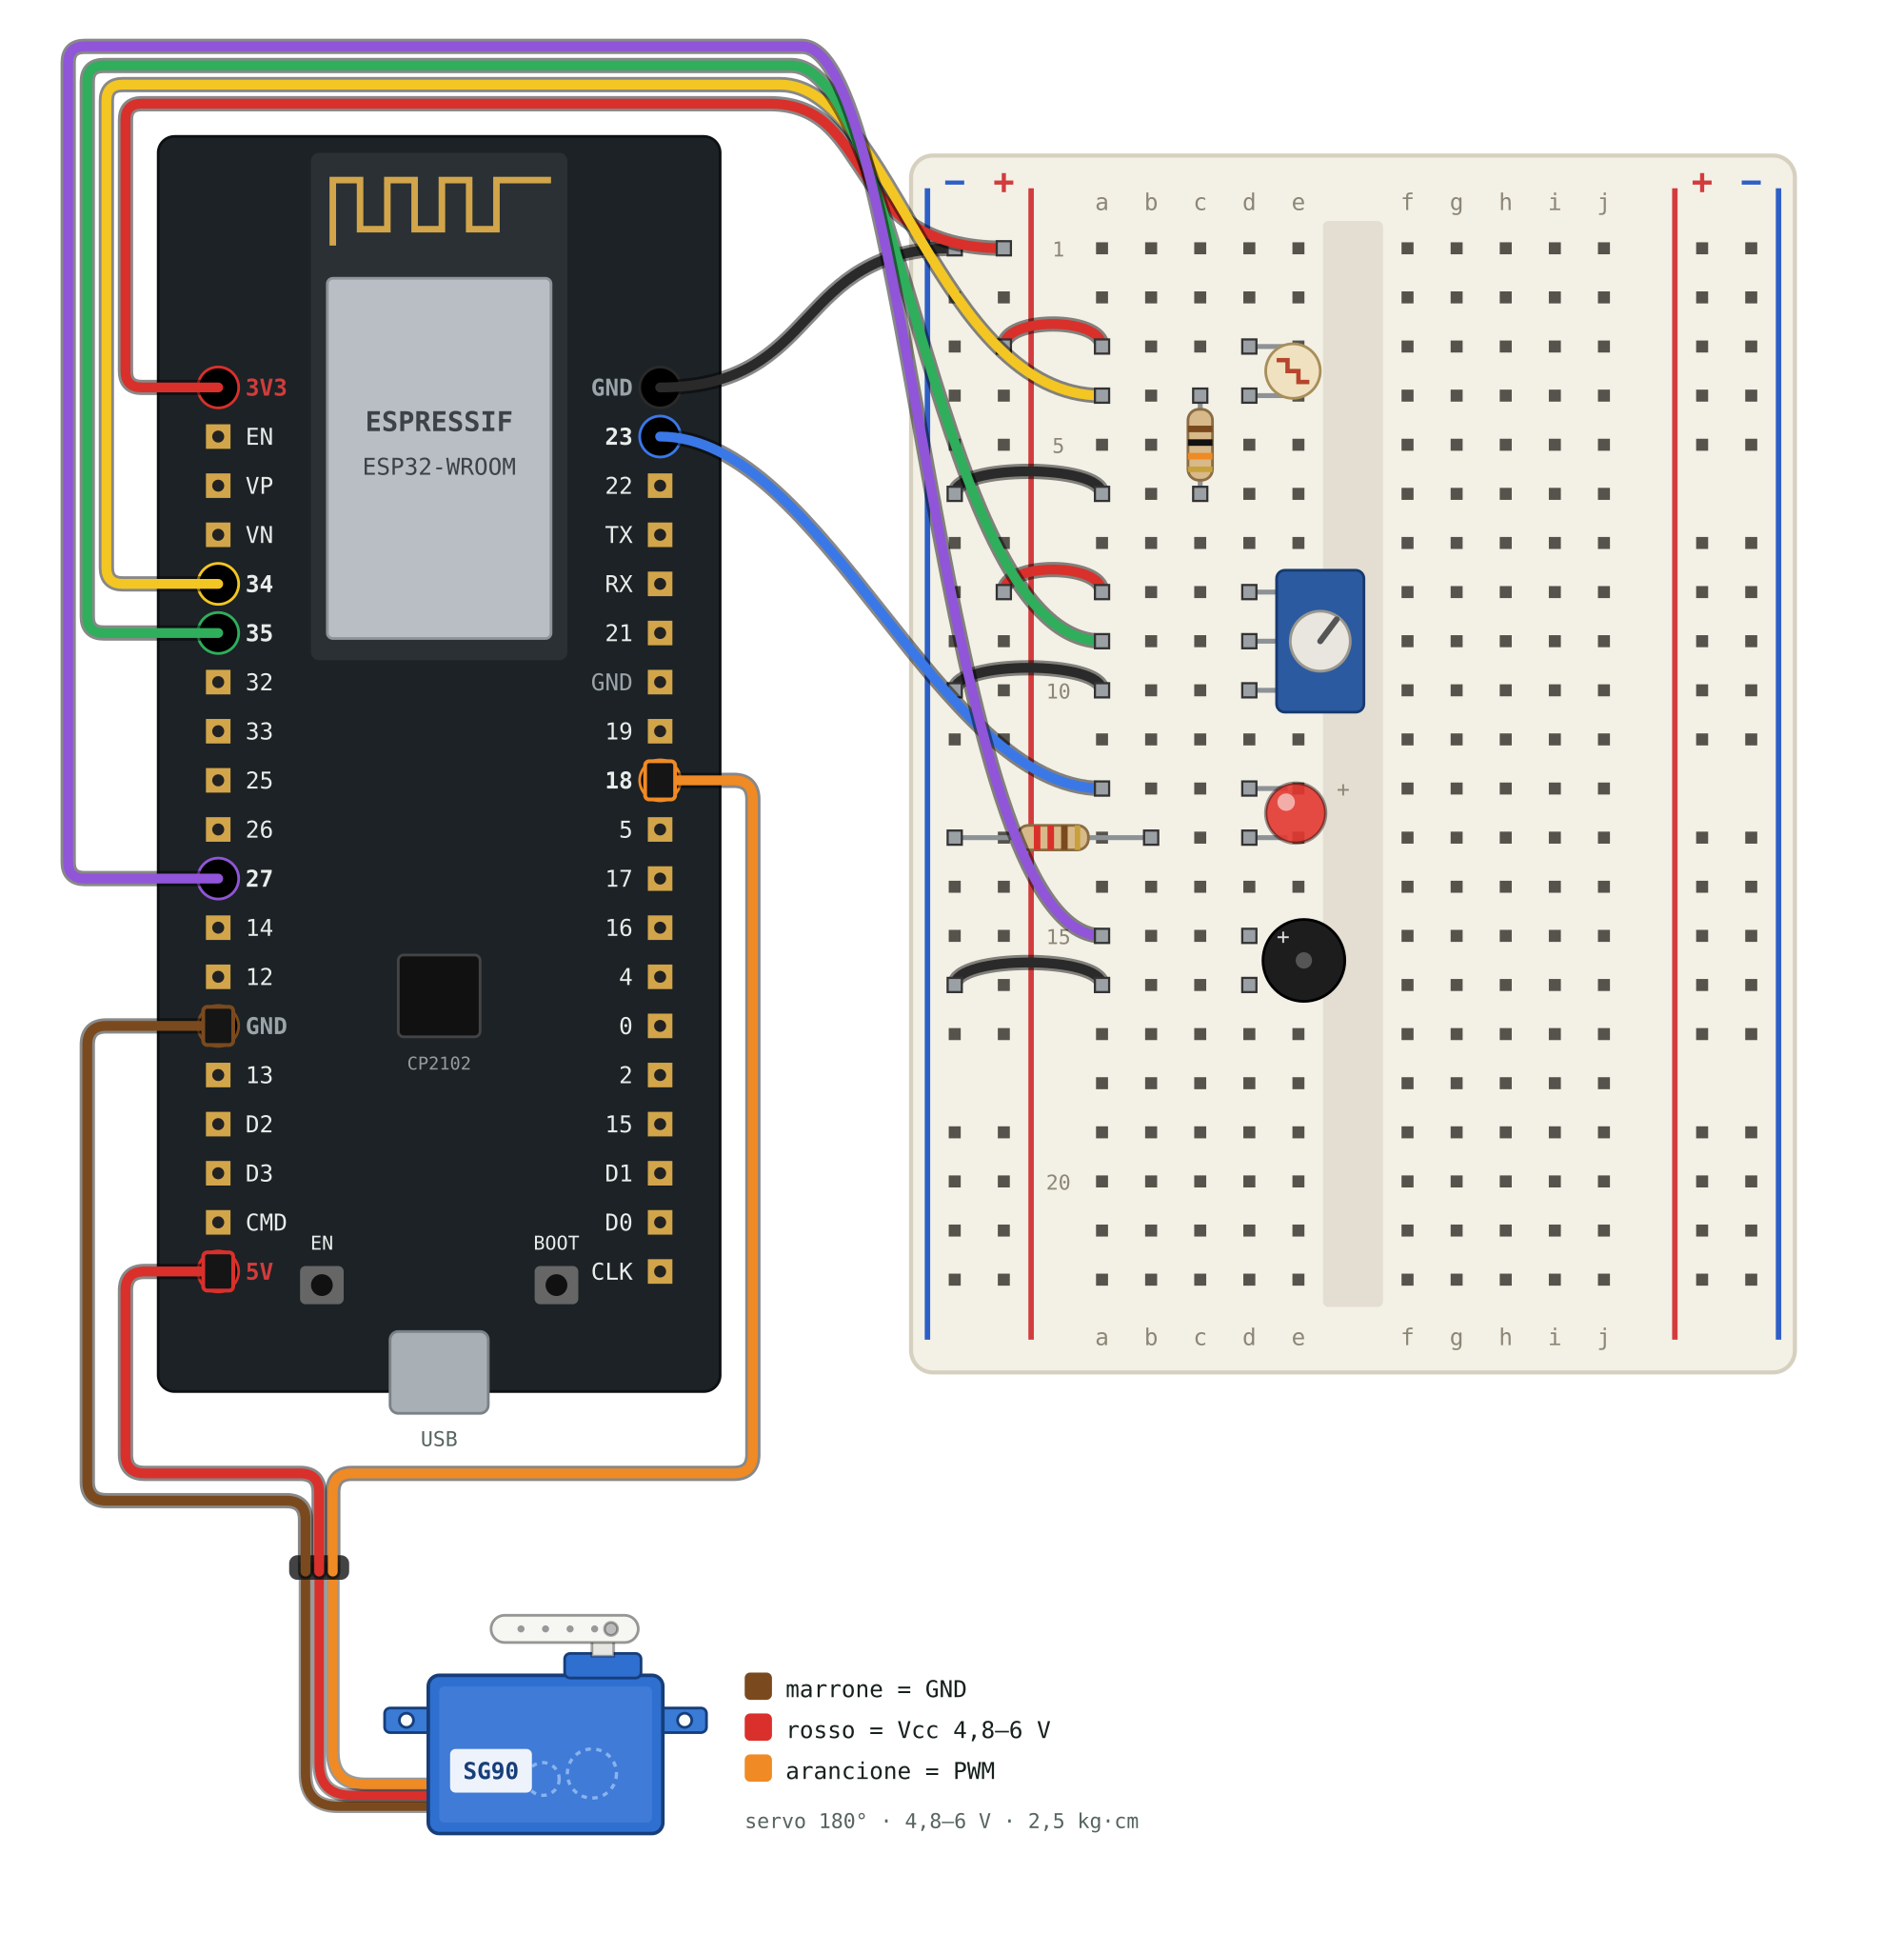 ESPRESSIF
ESP32-WROOM
3V3
EN
VP
VN
34
35
32
33
25
26
27
14
12
GND
13
D2
D3
CMD
5V
GND
23
22
TX
RX
21
GND
19
18
5
17
16
4
0
2
15
D1
D0
CLK
CP2102
EN
BOOT
USB
− + + −
a b c d e f g h i j
1
5
10
+
15
+
20
a b c d e f g h i j
SG90
marrone = GND
rosso = Vcc 4,8–6 V
arancione = PWM
servo 180° · 4,8–6 V · 2,5 kg·cm